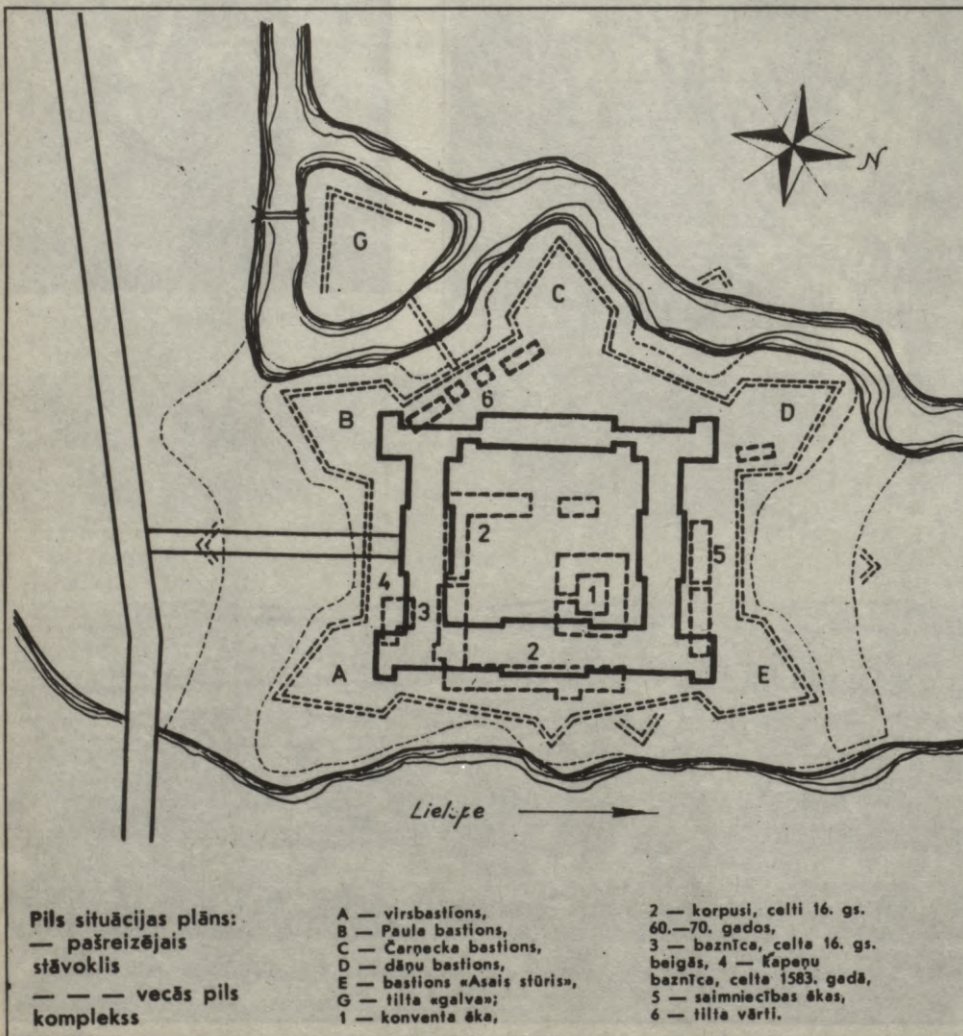 N
G
C
6
B
D
2
5
1
4
3
2
A
E
Lielupe
Pils situācijas plāns:
— pašreizējais
stāvoklis
— — — vecās pils
komplekss
A — virsbastions,
B — Paula bastions,
C — Čarņecka bastions,
D — dāņu bastions,
E — bastions «Asais stūris»,
G — tilta «galva»;
1 — konventa ēka,
2 — korpusi, celti 16. gs.
60.—70. gados,
3 — baznīca, celta 16. gs.
beigās, 4 — Kapeņu
baznīca, celta 1583. gadā,
5 — saimniecības ēkas,
6 — tilta vārti.